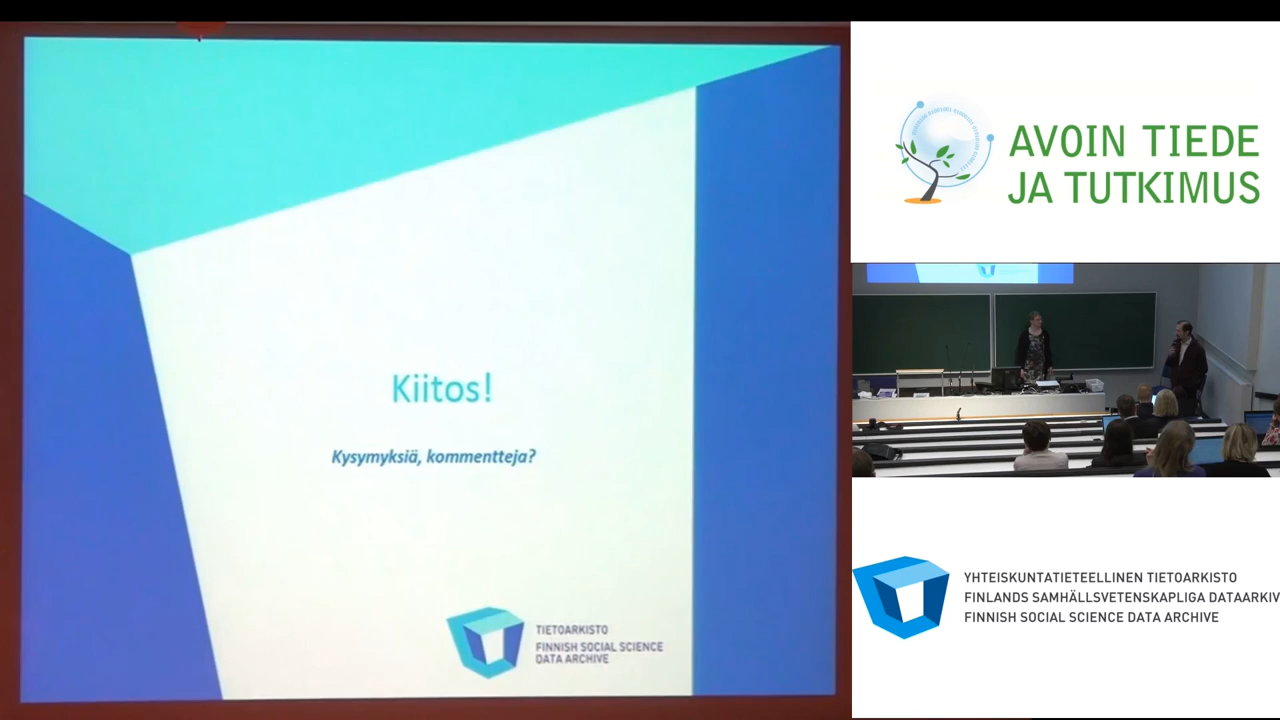 Kiitos!
Kysymyksiä, kommentteja?
TIETOARKISTO
FINNISH SOCIAL SCIENCE
DATA ARCHIVE
AVOIN TIEDE
JA TUTKIMUS
YHTEISKUNTATIETEELLINEN TIETOARKISTO
FINLANDS SAMHÄLLSVETENSKAPLIGA DATAARKIV
FINNISH SOCIAL SCIENCE DATA ARCHIVE